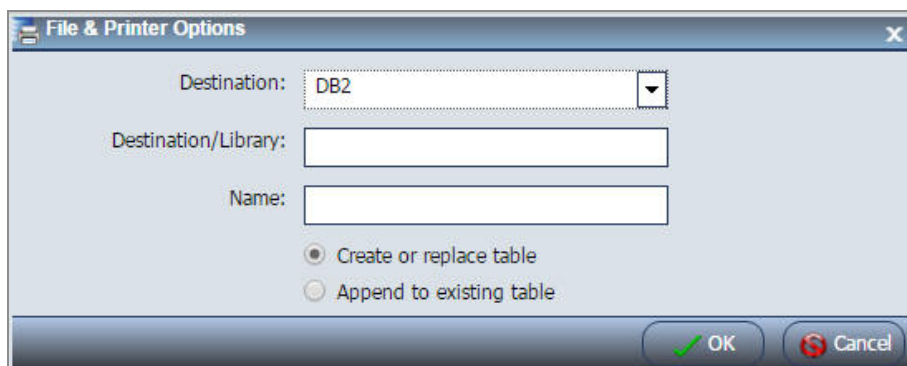 File & Printer Options
x
Destination: DB2
Destination/Library:
Name:
Create or replace table
Append to existing table
OK Cancel